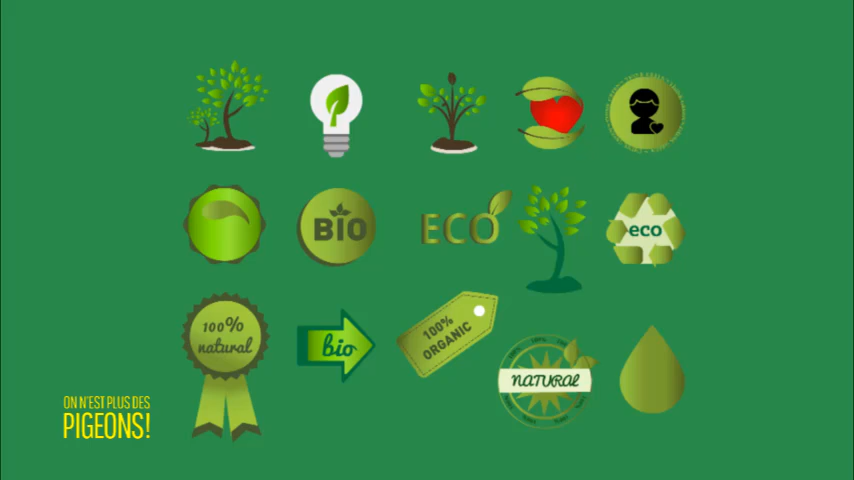 BIO
ECO
eco
100%
natural
bio
100%
ORGANIC
NATURAL
ON N'EST PLUS DES
PIGEONS!